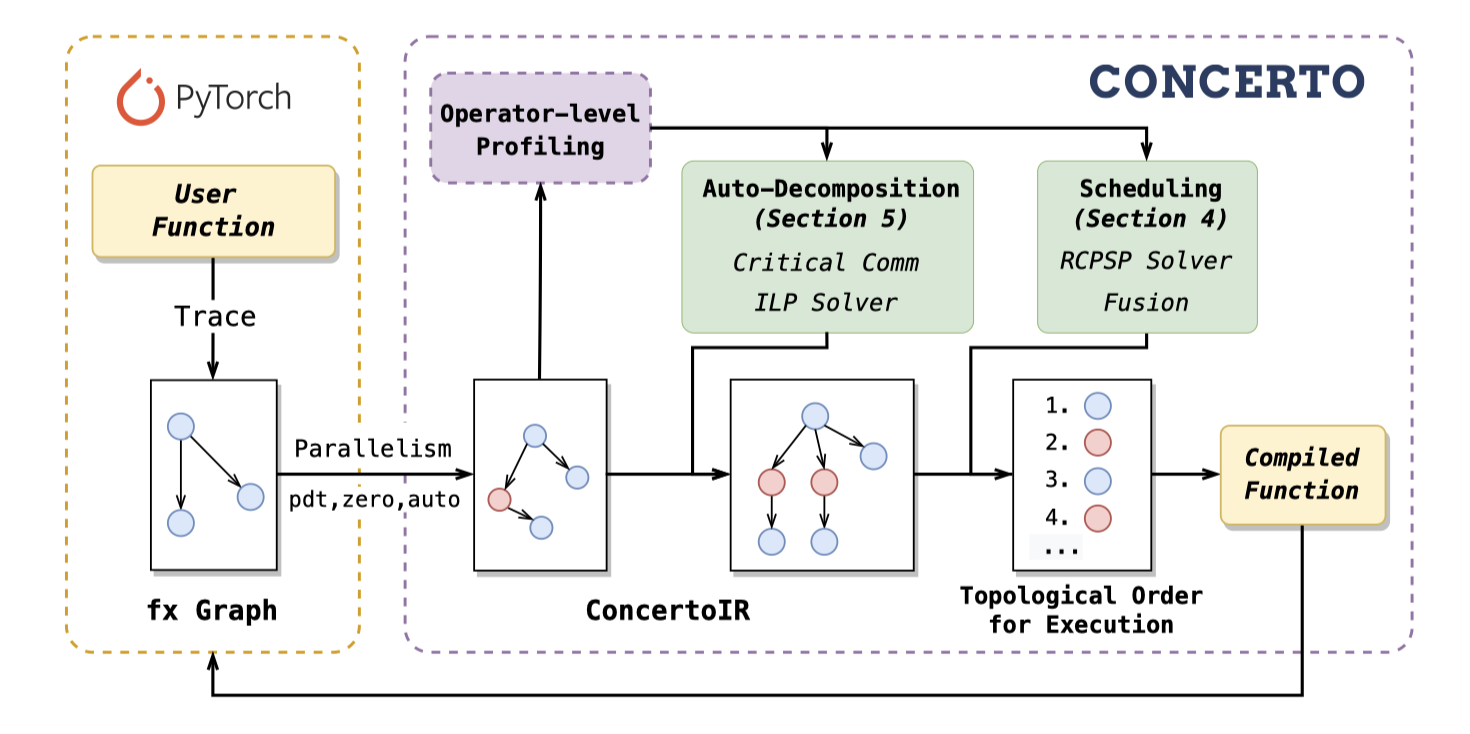 PyTorch
User
Function
Trace
fx Graph
Parallelism
pdt,zero,auto
CONCERTO
Operator-level
Profiling
Auto-Decomposition
(Section 5)
Critical Comm
ILP Solver
Scheduling
(Section 4)
RCPSP Solver
Fusion
ConcertoIR
1.
2.
3.
4.
...
Topological Order
for Execution
Compiled
Function